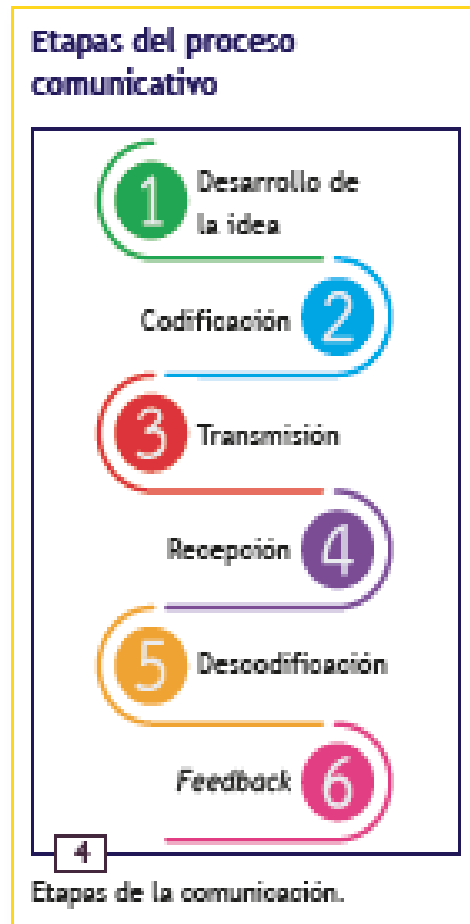 Etapas del proceso
comunicativo
1
Desarrollo de
la idea
Codificación
2
3
Transmisión
Recepción
4
5
Descodificación
Feedback
6
4
Etapas de la comunicación.